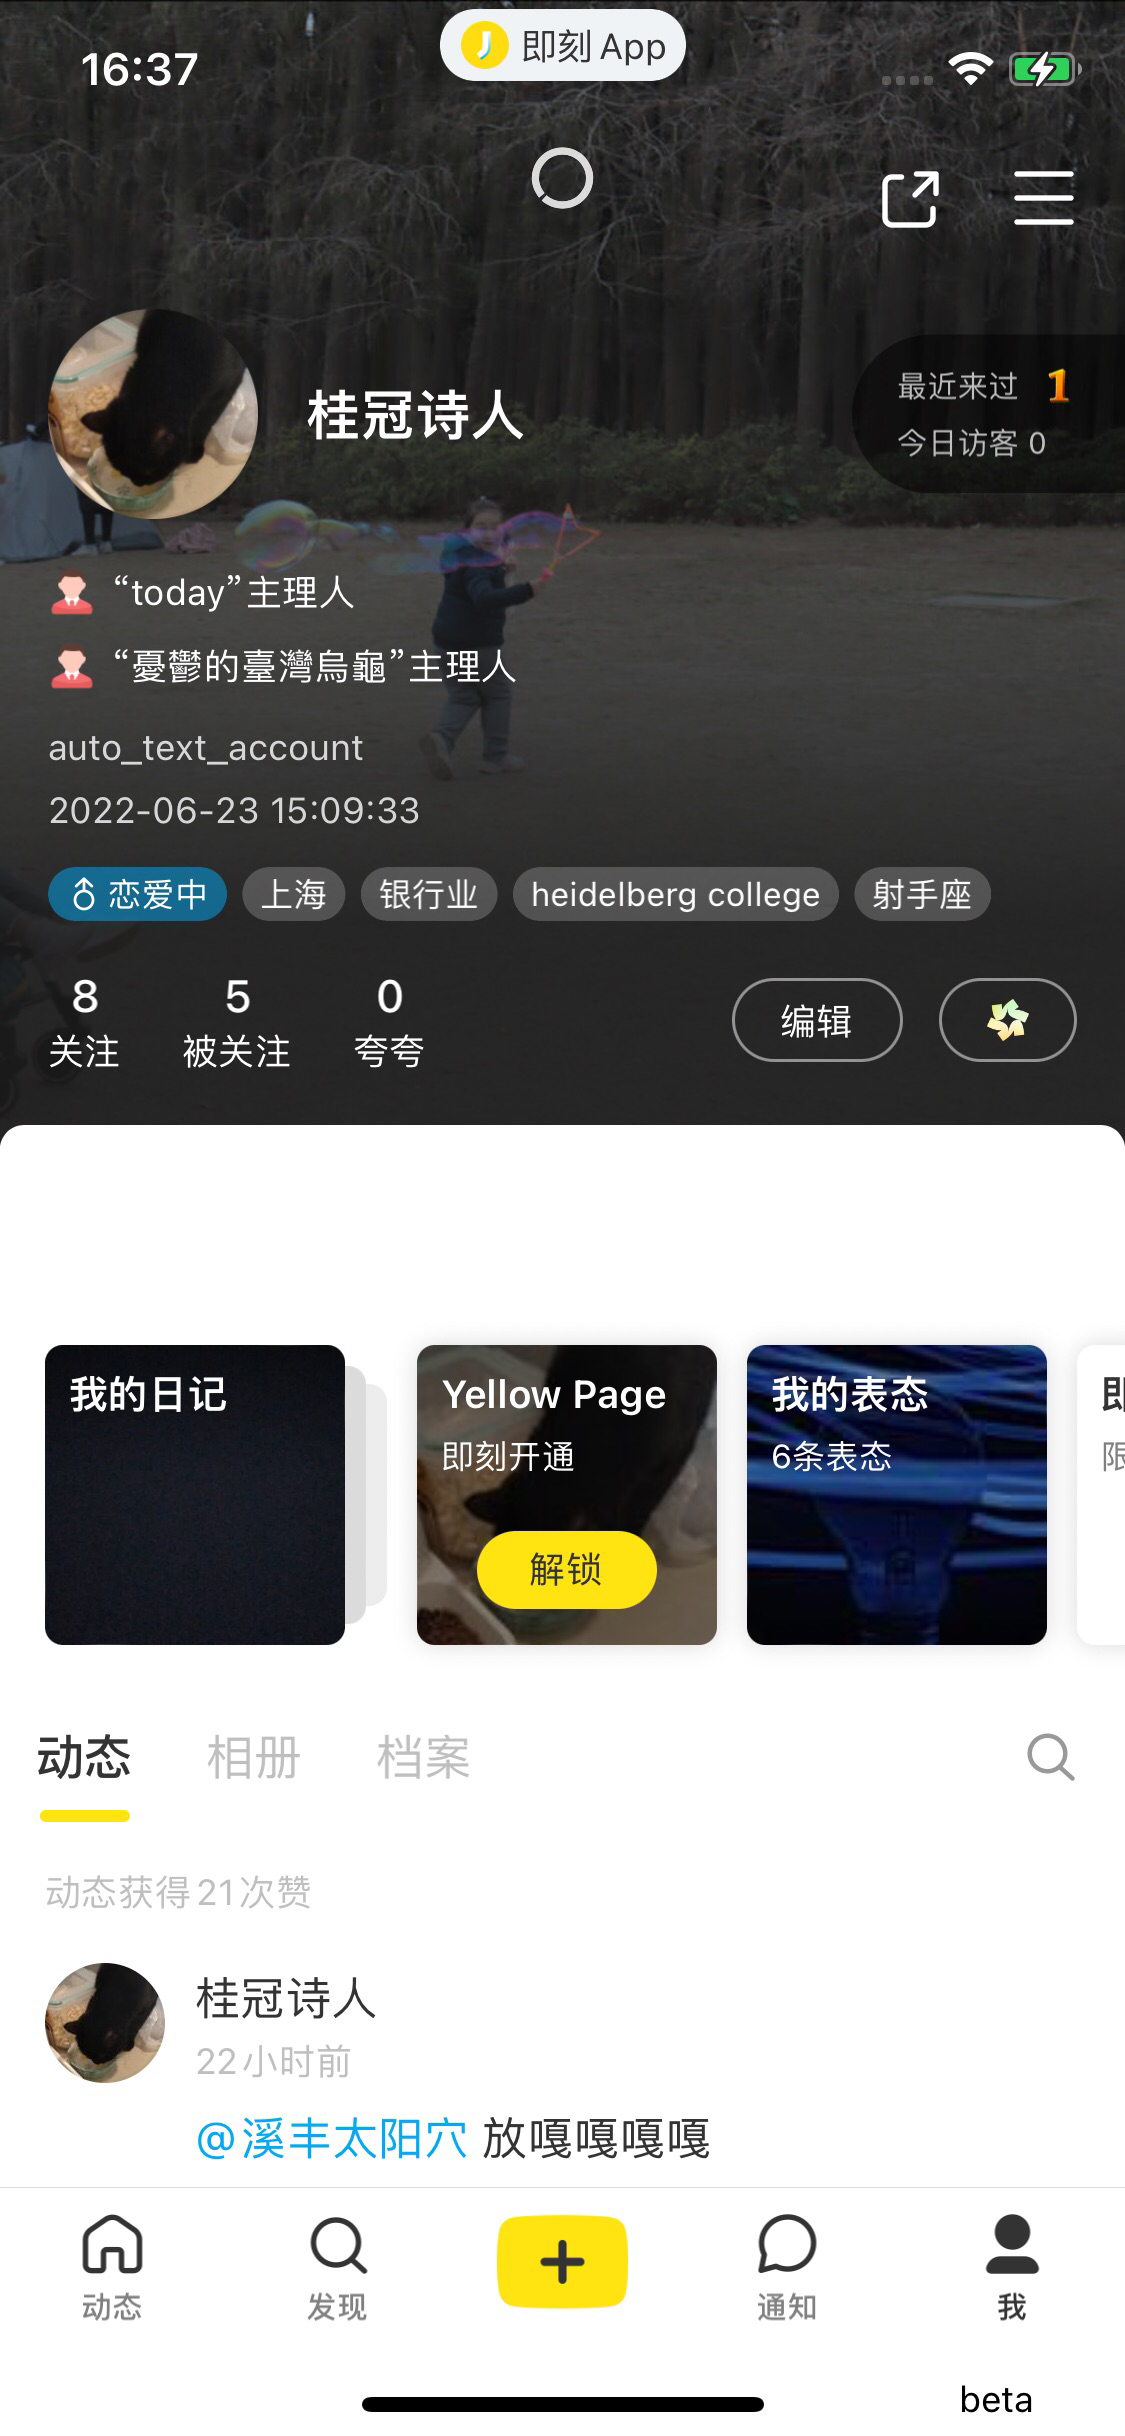 16:37
即刻 App
桂冠诗人
最近来过 1
今日访客 0
“today”主理人
“憂鬱的臺灣烏龜”主理人
auto_text_account
2022-06-23 15:09:33
恋爱中 上海 银行业 heidelberg college 射手座
8 5 0
关注 被关注 夸夸 编辑
我的日记 Yellow Page 我的表态
即刻开通 6条表态 限
解锁
动态 相册 档案
动态获得21次赞
桂冠诗人
22小时前
@溪丰太阳穴 放嘎嘎嘎嘎
动态 发现 通知 我
beta